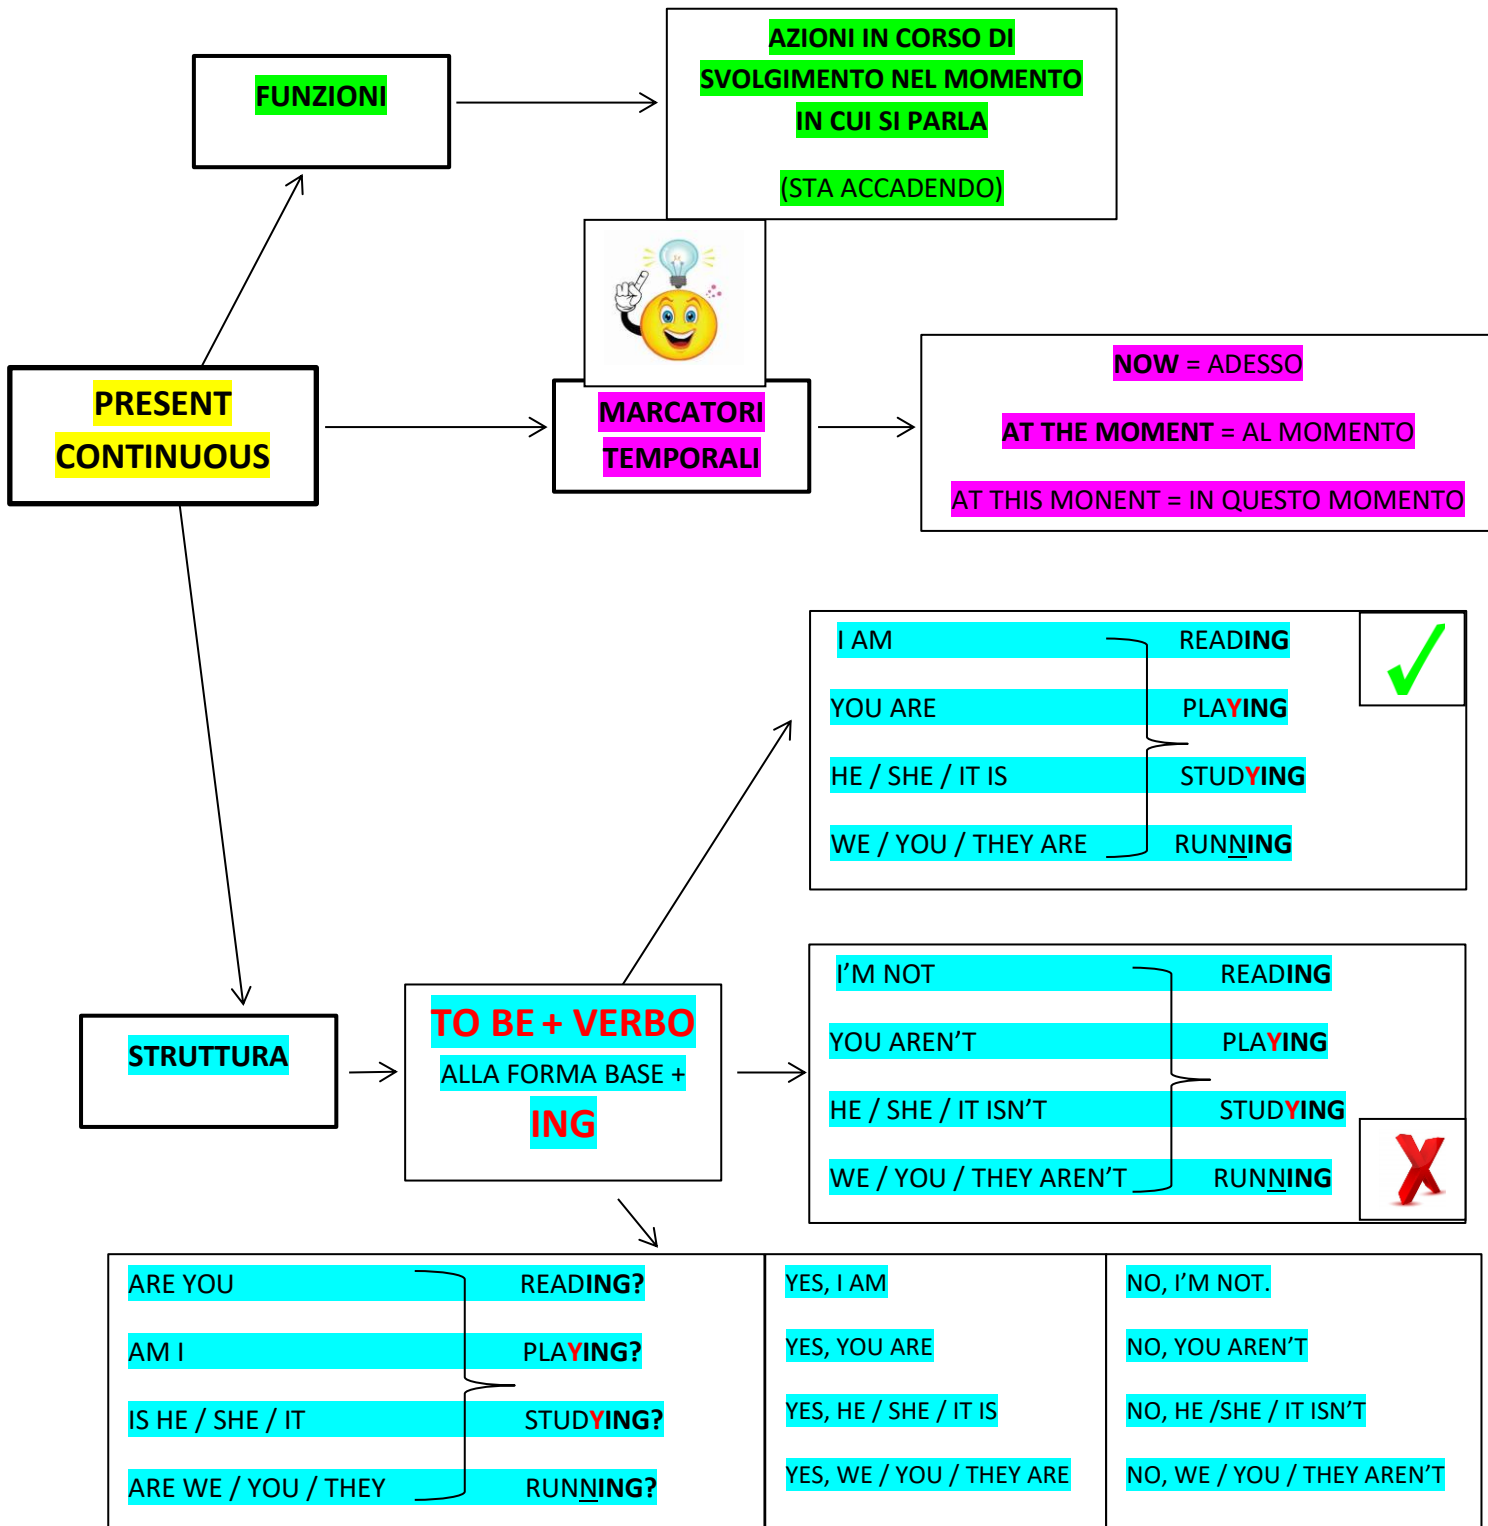 FUNZIONI
AZIONI IN CORSO DI
SVOLGIMENTO NEL MOMENTO
IN CUI SI PARLA
(STA ACCADENDO)
PRESENT
CONTINUOUS
MARCATORI
TEMPORALI
NOW = ADESSO
AT THE MOMENT = AL MOMENTO
AT THIS MONENT = IN QUESTO MOMENTO
I AM READING
YOU ARE PLAYING
HE / SHE / IT IS STUDYING
WE / YOU / THEY ARE RUNNING
STRUTTURA
TO BE + VERBO
ALLA FORMA BASE +
ING
I’M NOT READING
YOU AREN’T PLAYING
HE / SHE / IT ISN’T STUDYING
WE / YOU / THEY AREN’T RUNNING
ARE YOU READING? YES, I AM NO, I’M NOT.
AM I PLAYING? YES, YOU ARE NO, YOU AREN’T
IS HE / SHE / IT STUDYING? YES, HE / SHE / IT IS NO, HE /SHE / IT ISN’T
ARE WE / YOU / THEY RUNNING? YES, WE / YOU / THEY ARE NO, WE / YOU / THEY AREN’T